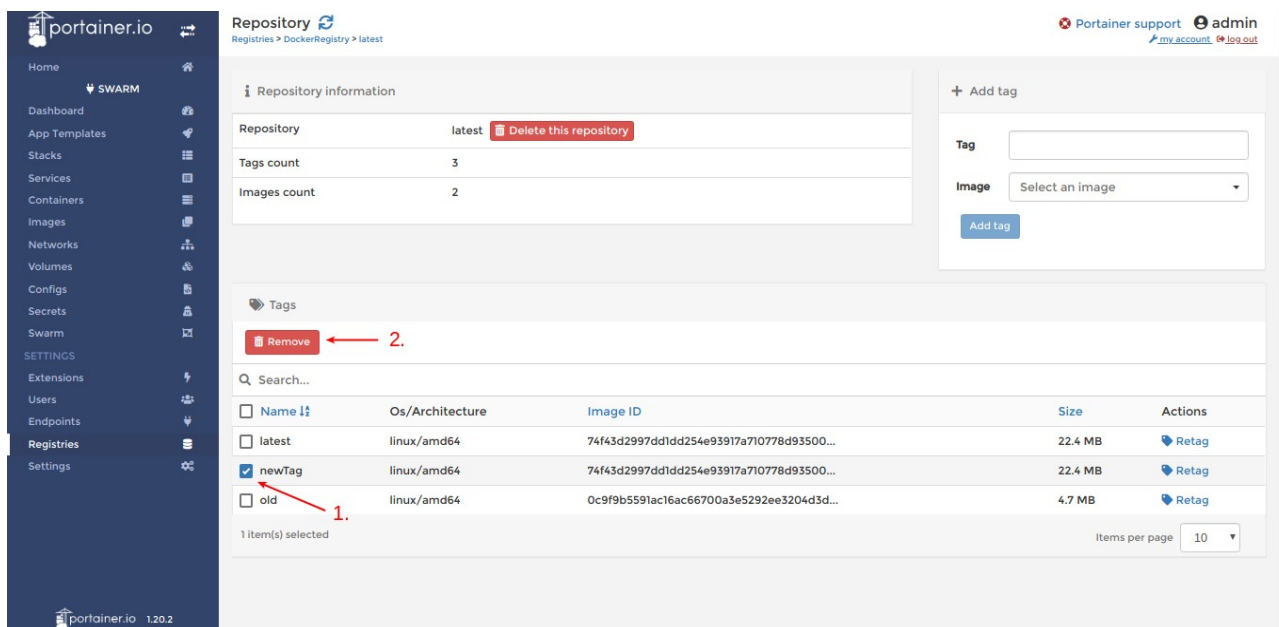 portainer.io
Home
SWARM
Dashboard
App Templates
Stacks
Services
Containers
Images
Networks
Volumes
Configs
Secrets
Swarm
SETTINGS
Extensions
Users
Endpoints
Registries
Settings
portainer.io 1.20.2
Repository
Registries > DockerRegistry > latest
Portainer support admin
my account log out
Repository information
Repository latest Delete this repository
Tags count 3
Images count 2
Add tag
Tag
Image Select an image
Add tag
Tags
Remove 2.
Search...
Name Os/Architecture Image ID Size Actions
latest linux/amd64 74f43d2997dd1dd254e93917a710778d93500... 22.4 MB Retag
newTag linux/amd64 74f43d2997dd1dd254e93917a710778d93500... 22.4 MB Retag
old linux/amd64 0c9f9b5591ac16ac66700a3e5292ee3204d3d... 4.7 MB Retag
1.
1 item(s) selected
Items per page 10